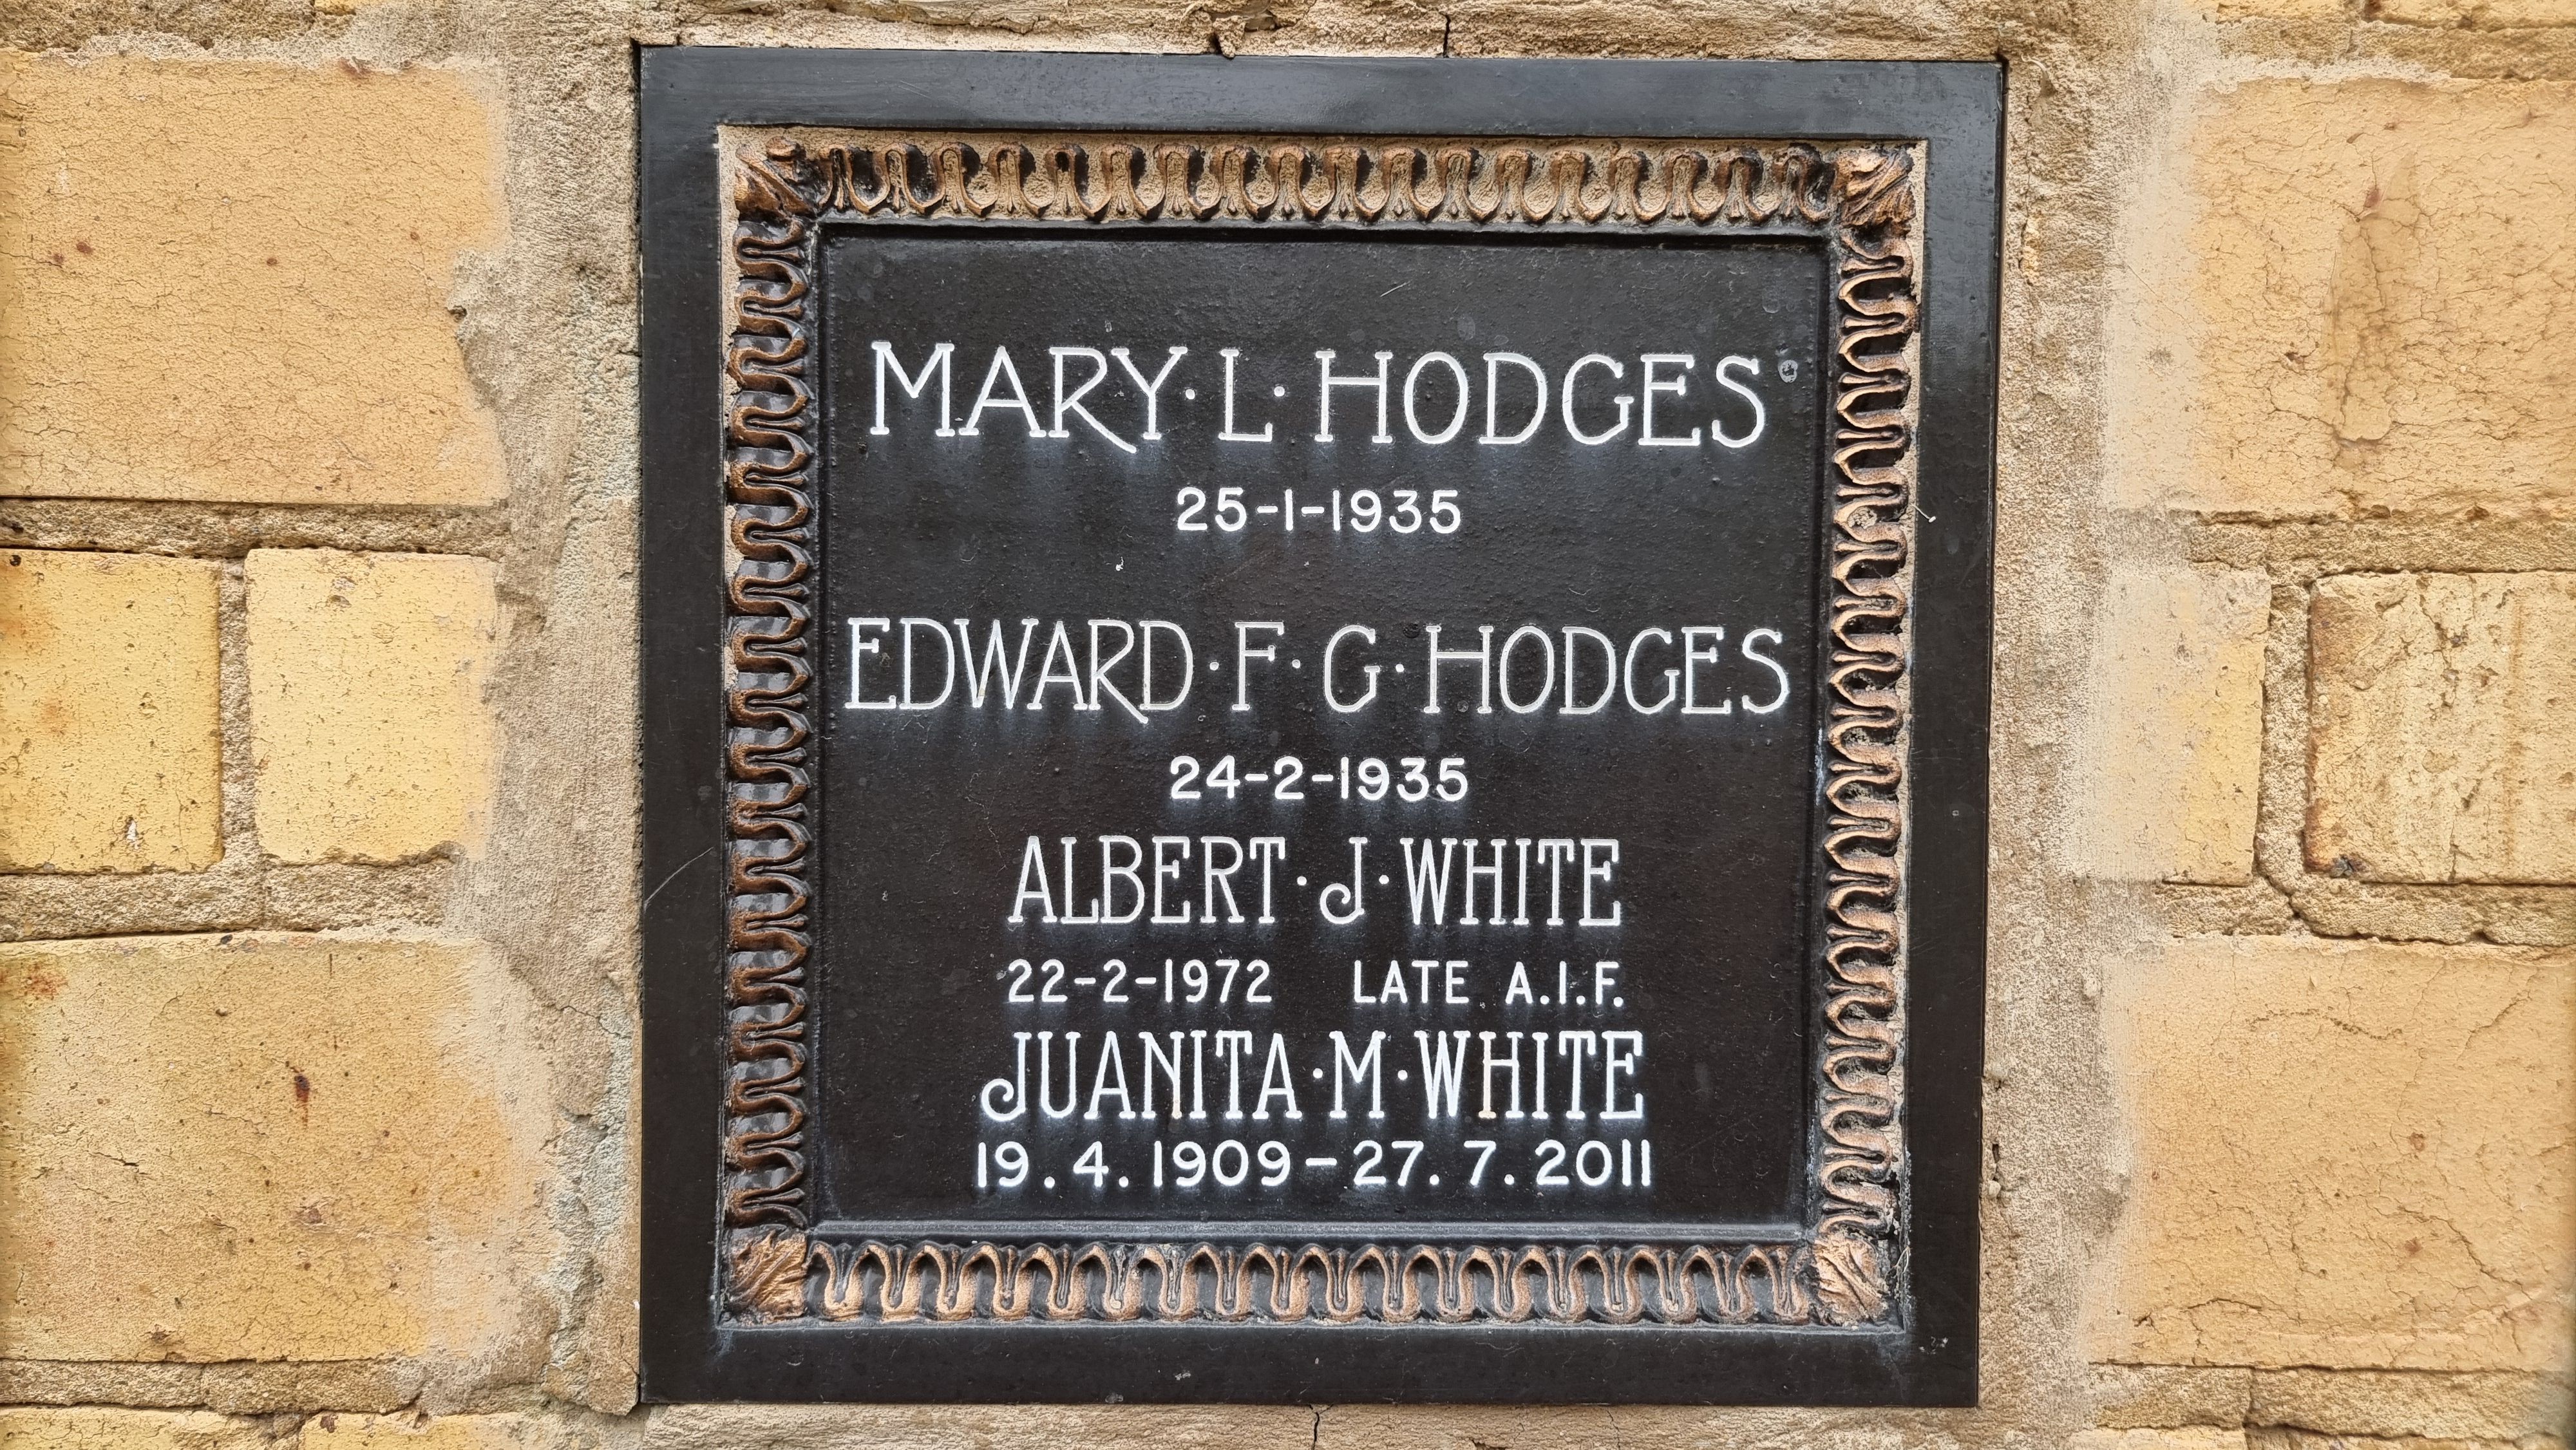 MARY·L·HODGES
25-1-1935
EDWARD·F·G·HODGES
24-2-1935
ALBERT·J·WHITE
22-2-1972 LATE A.I.F.
JUANITA·M·WHITE
19.4.1909-27.7.2011